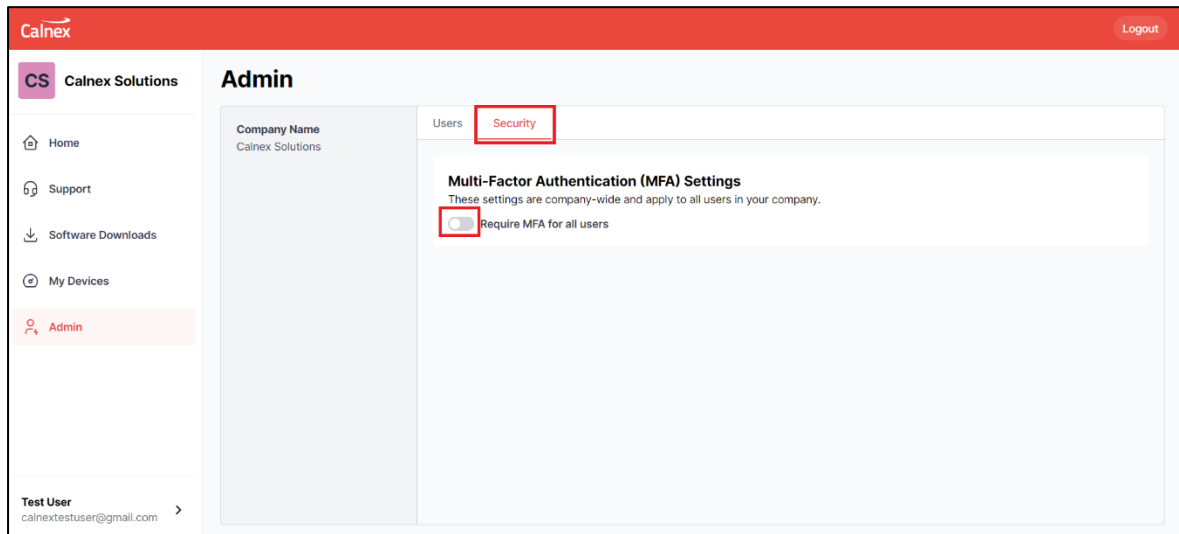 Calnex
Logout
CS Calnex Solutions
Home
Support
Software Downloads
My Devices
Admin
Test User
calnextestuser@gmail.com
Admin
Company Name
Calnex Solutions
Users Security
Multi-Factor Authentication (MFA) Settings
These settings are company-wide and apply to all users in your company.
Require MFA for all users